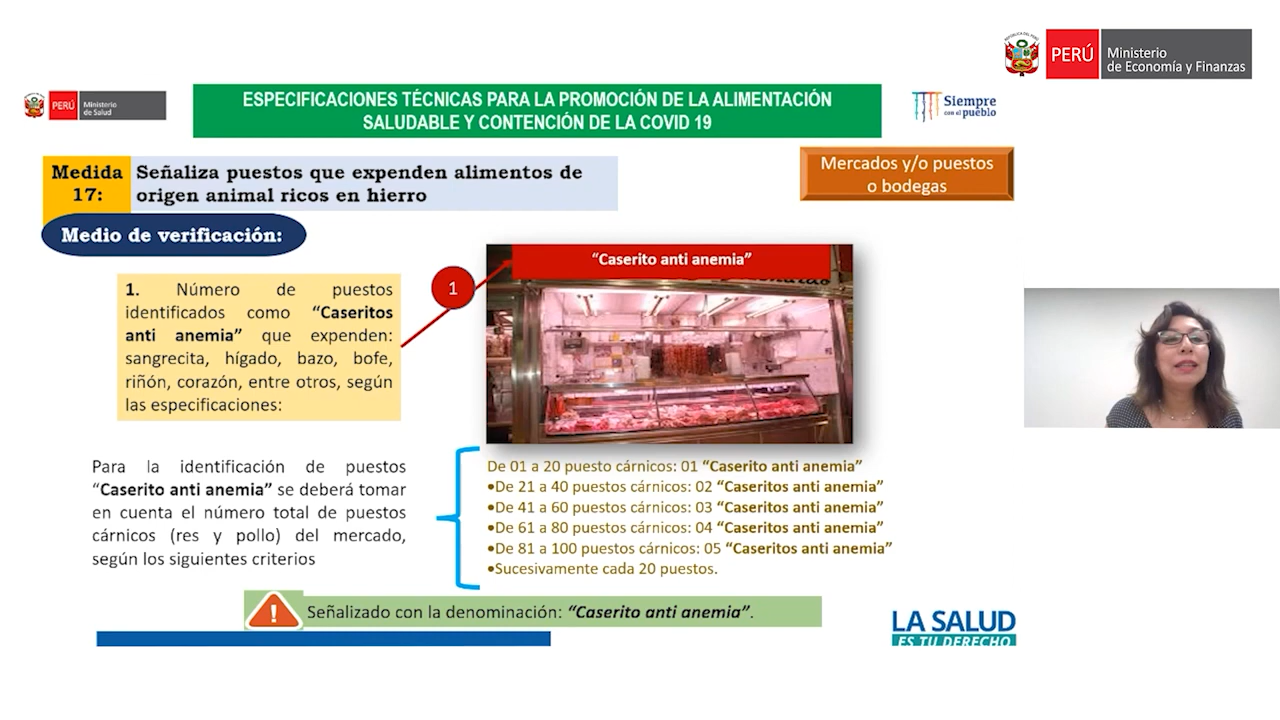 PERÚ
Ministerio
de Economía y Finanzas
PERÚ
Ministerio
de Salud
ESPECIFICACIONES TÉCNICAS PARA LA PROMOCIÓN DE LA ALIMENTACIÓN
SALUDABLE Y CONTENCIÓN DE LA COVID 19
Siempre
con el pueblo
Medida
17:
Señaliza puestos que expenden alimentos de
origen animal ricos en hierro
Mercados y/o puestos
o bodegas
Medio de verificación:
1. Número de puestos
identificados como “Caseritos
anti anemia” que expenden:
sangrecita, hígado, bazo, bofe,
riñón, corazón, entre otros, según
las especificaciones:
1
“Caserito anti anemia”
Para la identificación de puestos
“Caserito anti anemia” se deberá tomar
en cuenta el número total de puestos
cárnicos (res y pollo) del mercado,
según los siguientes criterios
De 01 a 20 puesto cárnicos: 01 “Caserito anti anemia”
•De 21 a 40 puestos cárnicos: 02 “Caseritos anti anemia”
•De 41 a 60 puestos cárnicos: 03 “Caseritos anti anemia”
•De 61 a 80 puestos cárnicos: 04 “Caseritos anti anemia”
•De 81 a 100 puestos cárnicos: 05 “Caseritos anti anemia”
•Sucesivamente cada 20 puestos.
! Señalizado con la denominación: “Caserito anti anemia”.
LA SALUD
ES TU DERECHO